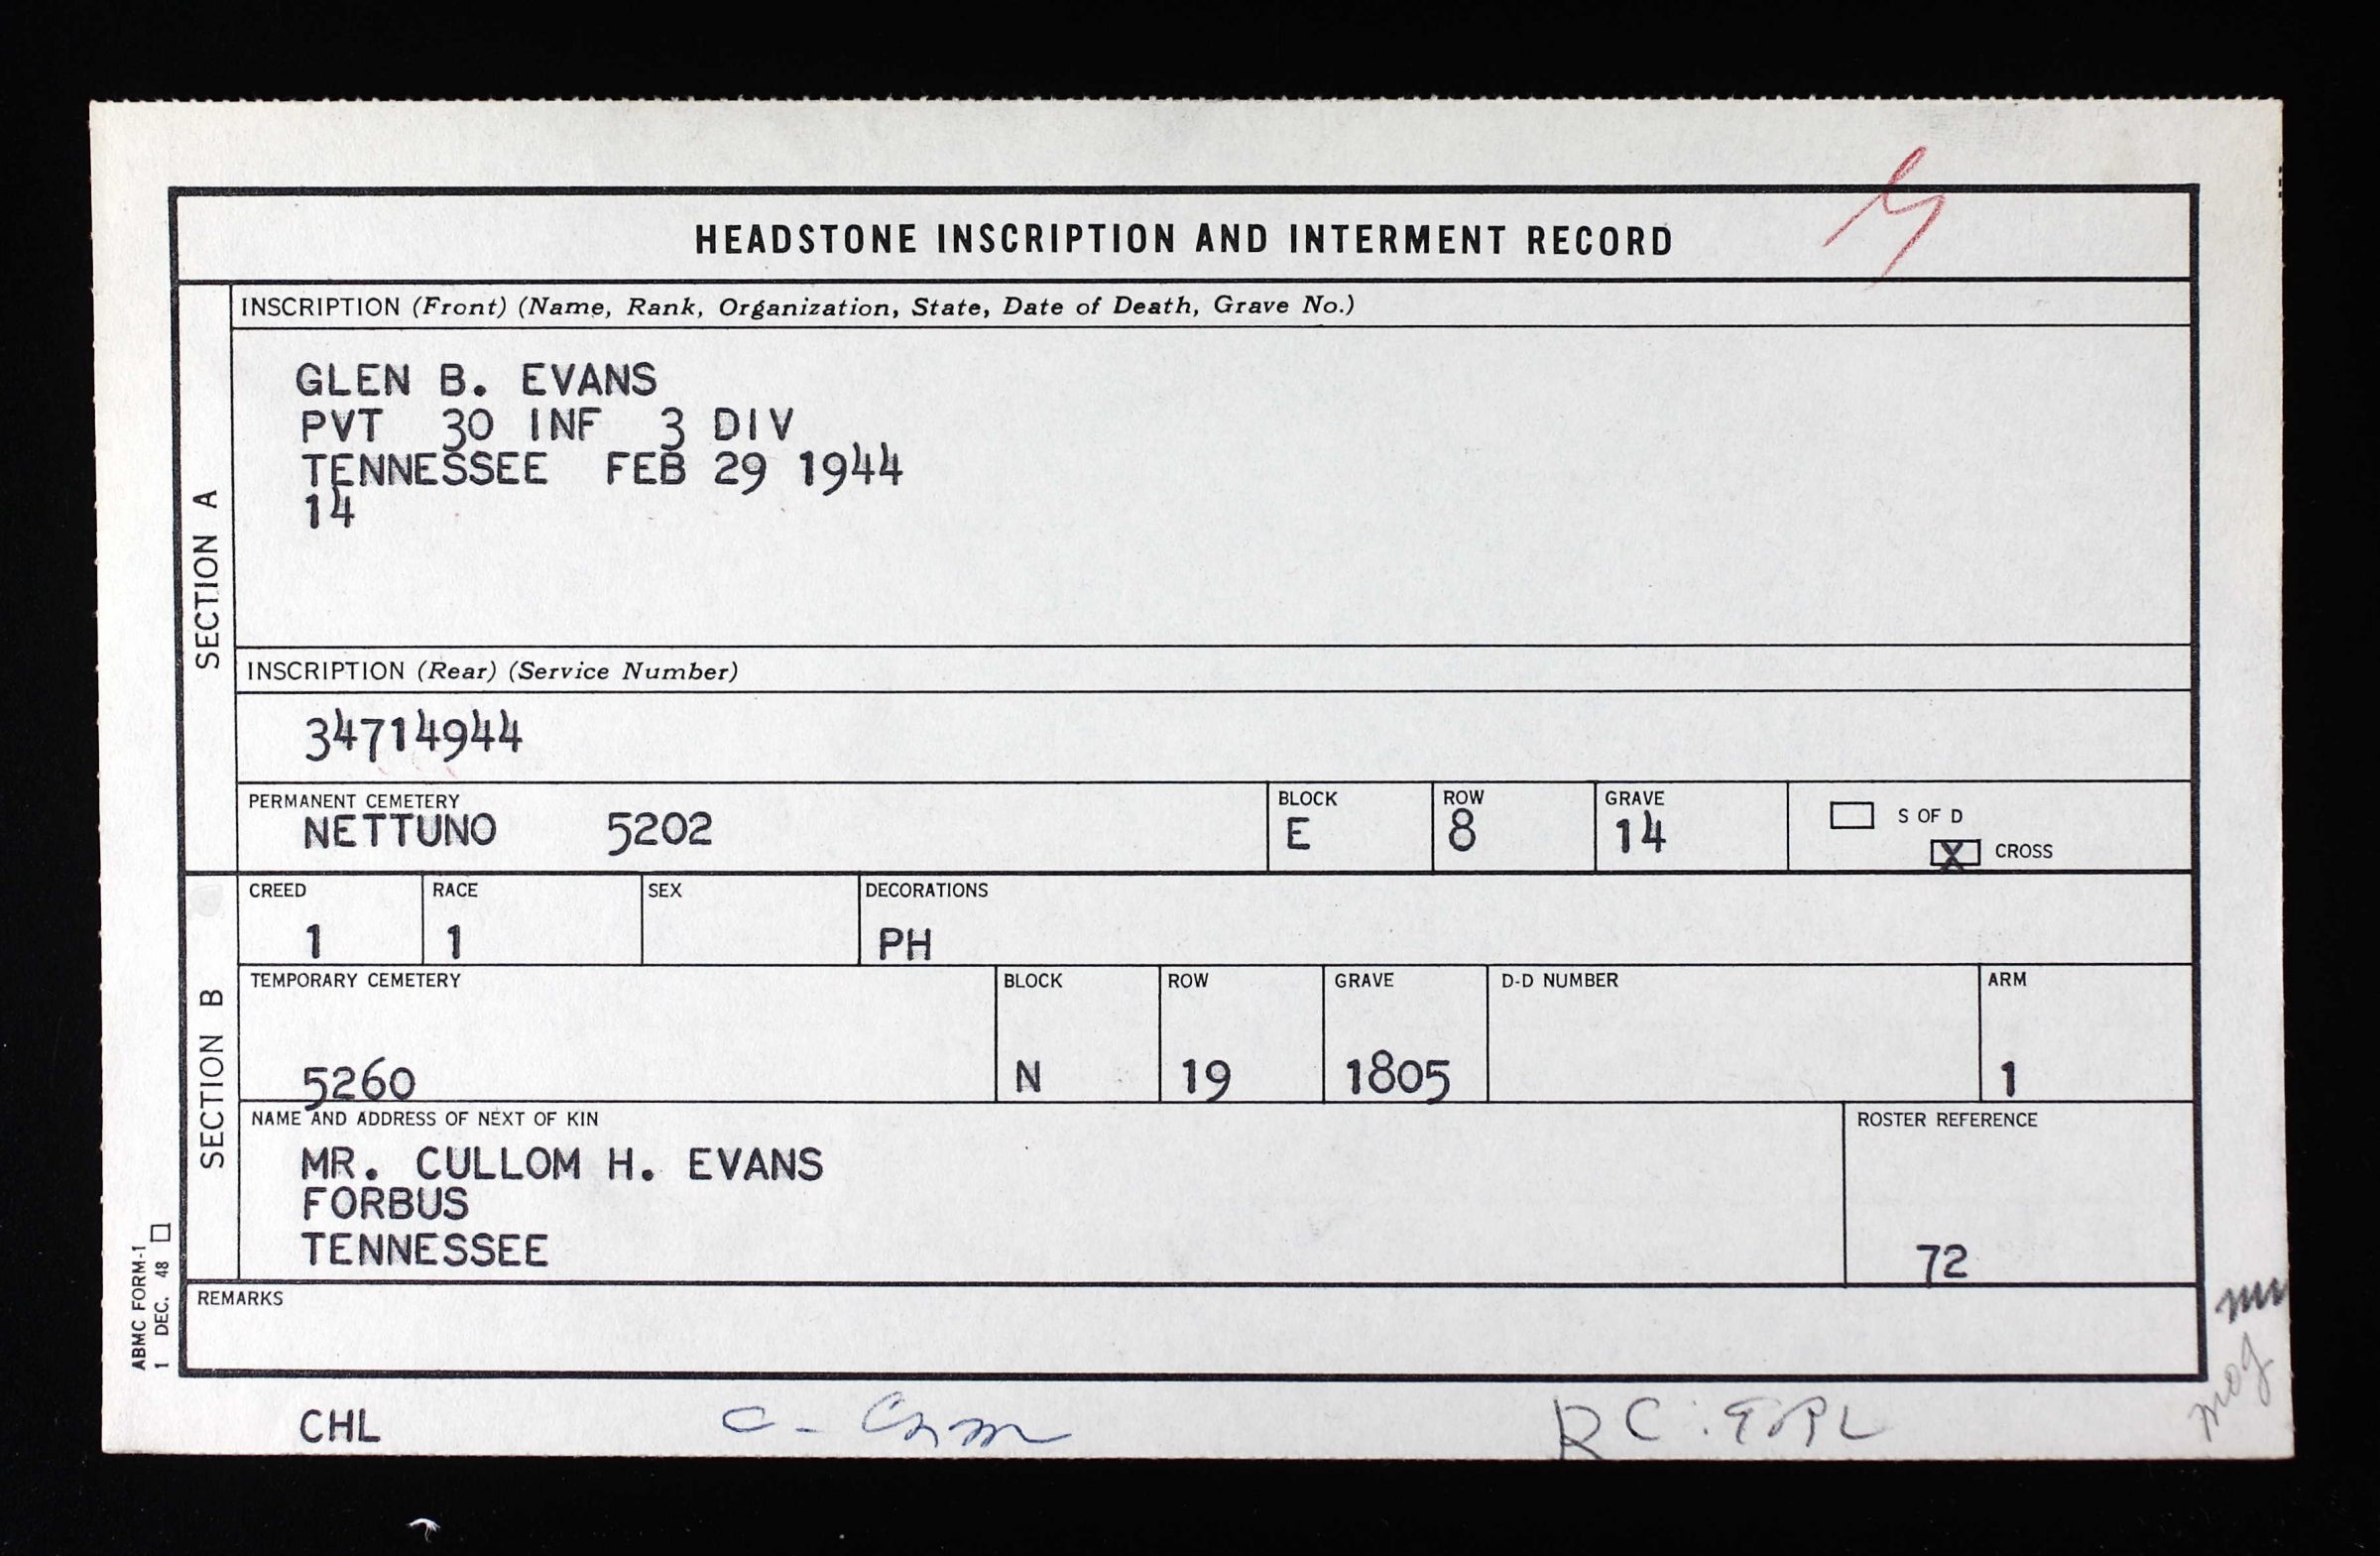 HEADSTONE INSCRIPTION AND INTERMENT RECORD
SECTION A
INSCRIPTION (Front) (Name, Rank, Organization, State, Date of Death, Grave No.)
GLEN B. EVANS
PVT 30 INF 3 DIV
TENNESSEE FEB 29 1944
14
INSCRIPTION (Rear) (Service Number)
34714944
PERMANENT CEMETERY BLOCK ROW GRAVE
NETTUNO 5202 E 8 14
S OF D
X CROSS
SECTION B
CREED RACE SEX DECORATIONS
1 1 PH
TEMPORARY CEMETERY BLOCK ROW GRAVE D-D NUMBER ARM
5260 N 19 1805 1
NAME AND ADDRESS OF NEXT OF KIN ROSTER REFERENCE
MR. CULLOM H. EVANS
FORBUS
TENNESSEE
72
REMARKS
ABMC FORM-1
1 DEC. 48
CHL